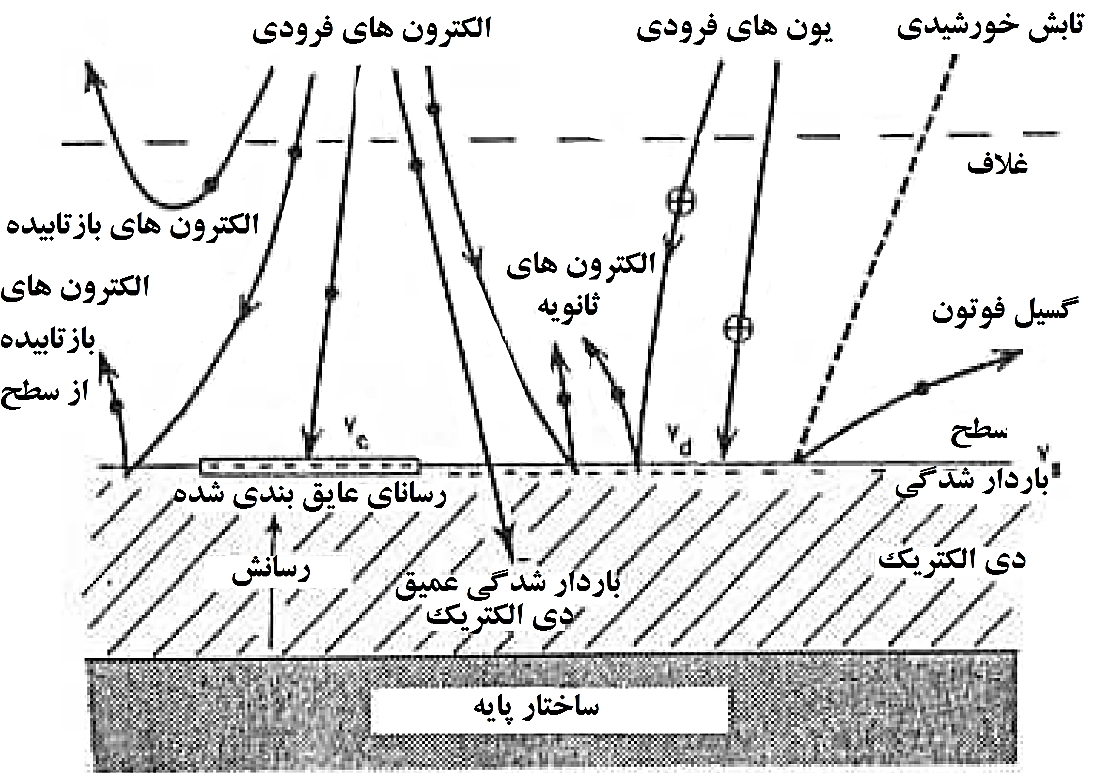 تابش خورشیدی
یون های فرودی
الکترون های فرودی
غلاف
الکترون های بازتابیده
الکترون های
ثانویه
الکترون های
بازتابیده
از سطح
گسیل فوتون
سطح
باردار شدگی
V
Vd
Vc
رسانای عایق بندی شده
رسانش
باردار شدگی عمیق
دی الکتریک
دی الکتریک
ساختار پایه